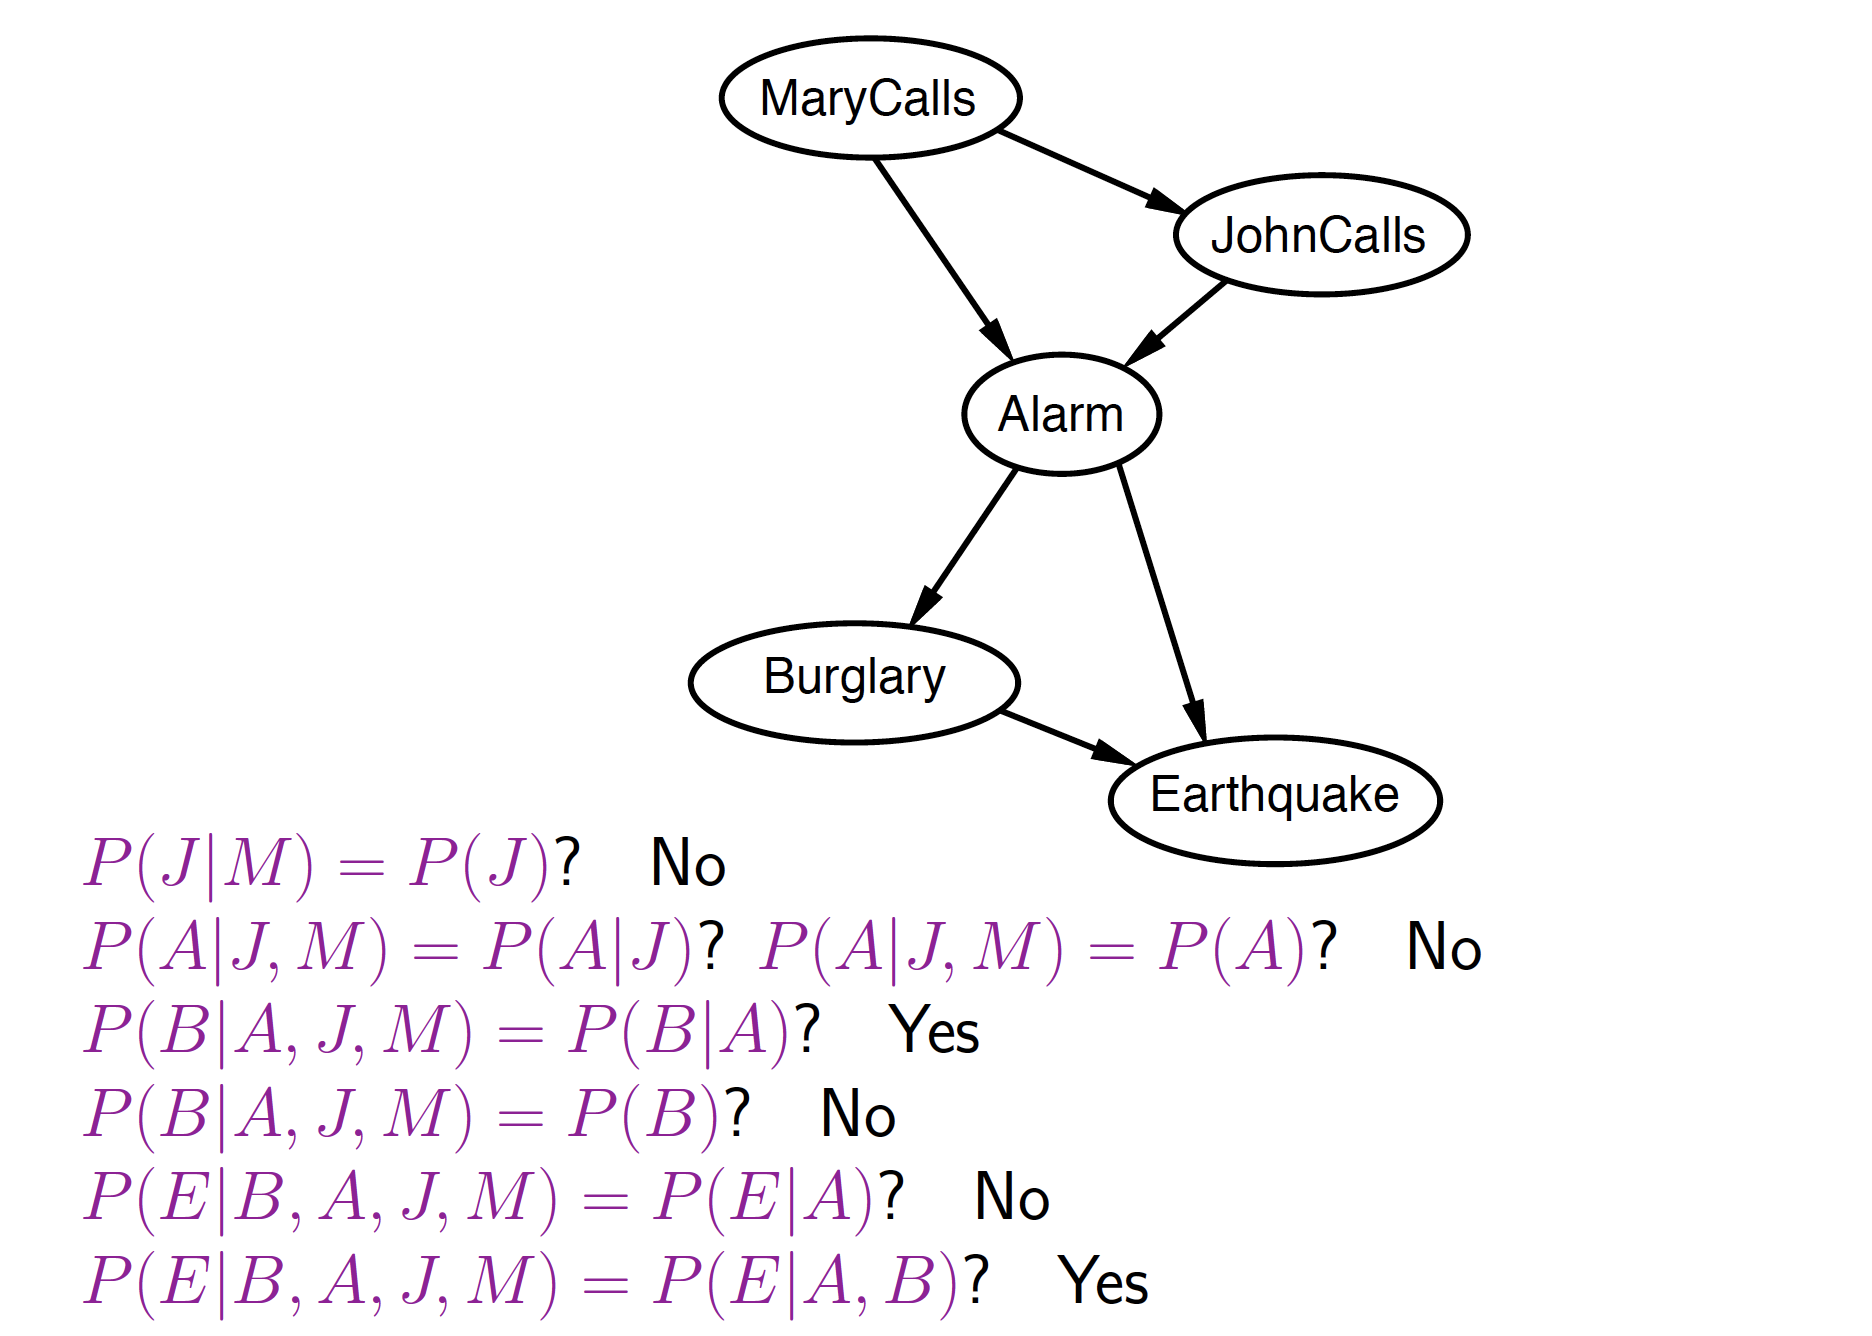 MaryCalls
JohnCalls
Alarm
Burglary
Earthquake
P(J|M) = P(J)? No
P(A|J, M) = P(A|J)? P(A|J, M) = P(A)? No
P(B|A, J, M) = P(B|A)? Yes
P(B|A, J, M) = P(B)? No
P(E|B, A, J, M) = P(E|A)? No
P(E|B, A, J, M) = P(E|A, B)? Yes